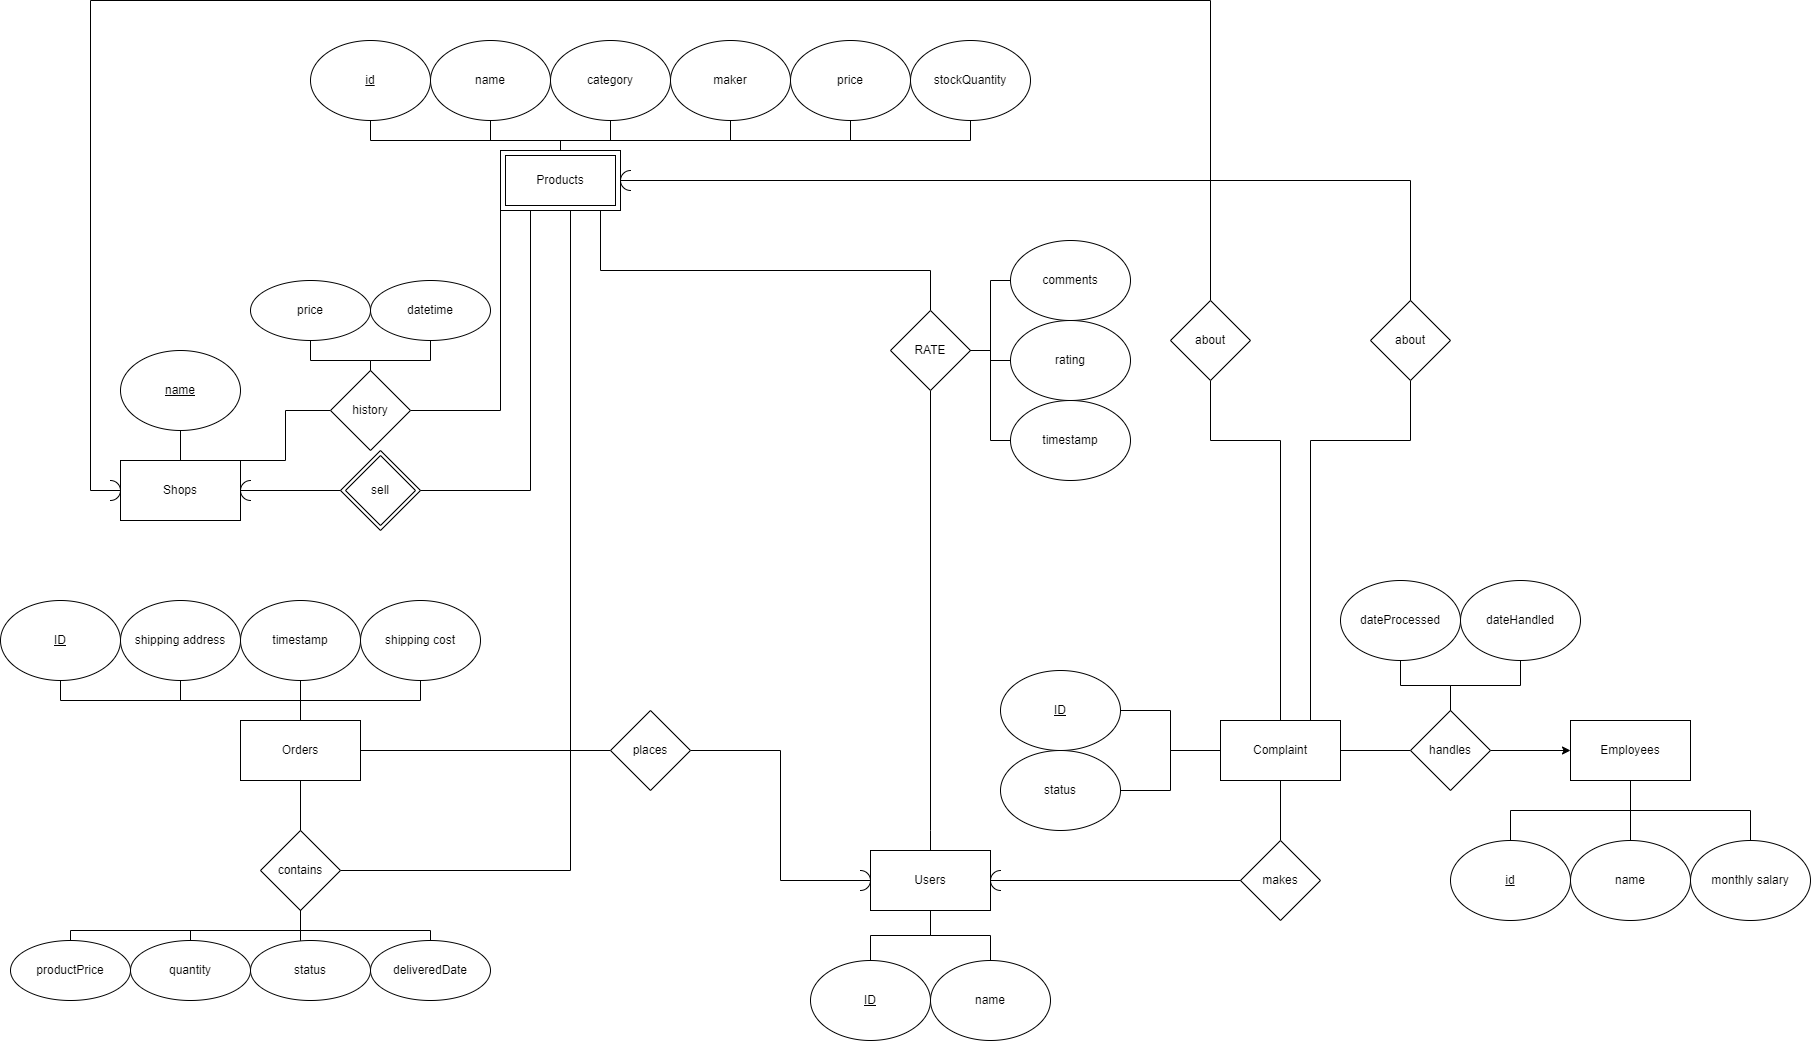 id
name
category
maker
price
stockQuantity
Products
comments
price
datetime
RATE
about
about
rating
name
history
timestamp
Shops
sell
dateProcessed
dateHandled
ID
shipping address
timestamp
shipping cost
ID
Orders
places
Complaint
handles
Employees
status
contains
Users
makes
id
name
monthly salary
productPrice
quantity
status
deliveredDate
ID
name